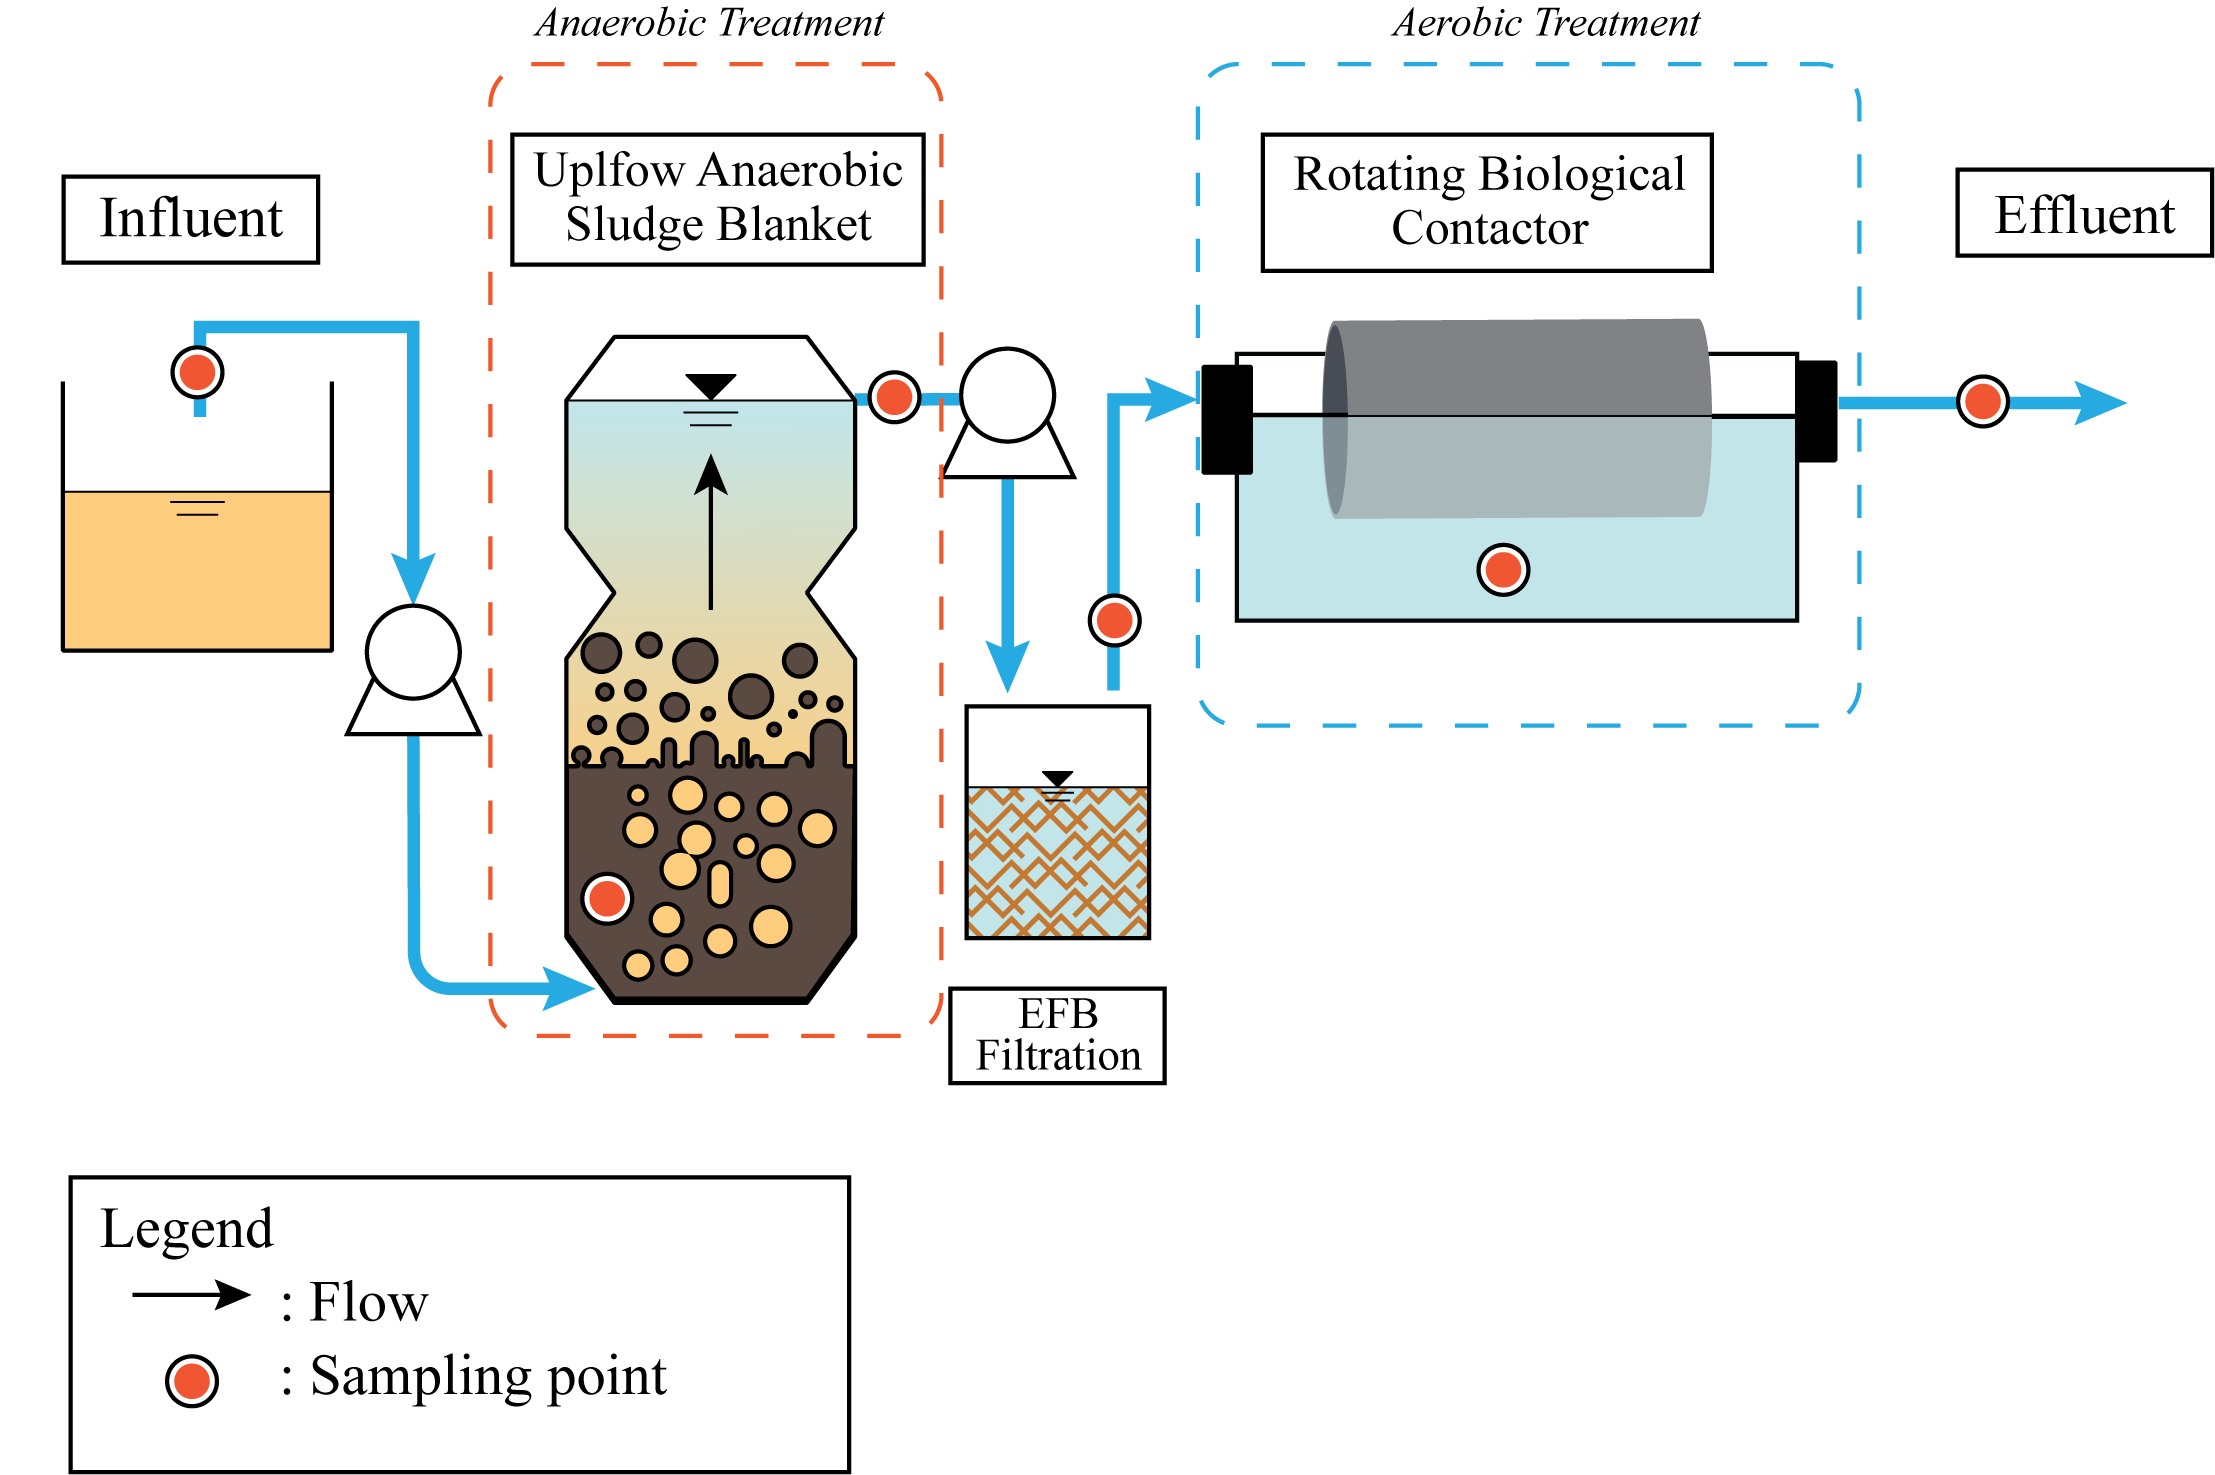 Anaerobic Treatment
Aerobic Treatment
Influent
Uplfow Anaerobic
Sludge Blanket
Rotating Biological
Contactor
Effluent
EFB
Filtration
Legend
: Flow
: Sampling point